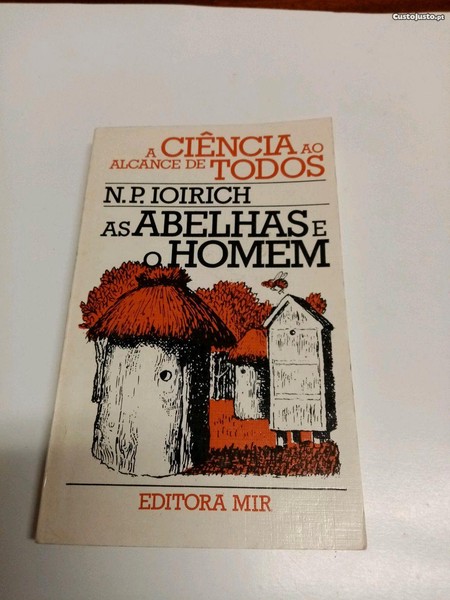 CustoJusto.pt
A CIÊNCIA AO
ALCANCE DE TODOS
N.P. IOIRICH
AS ABELHAS E
O HOMEM
EDITORA MIR